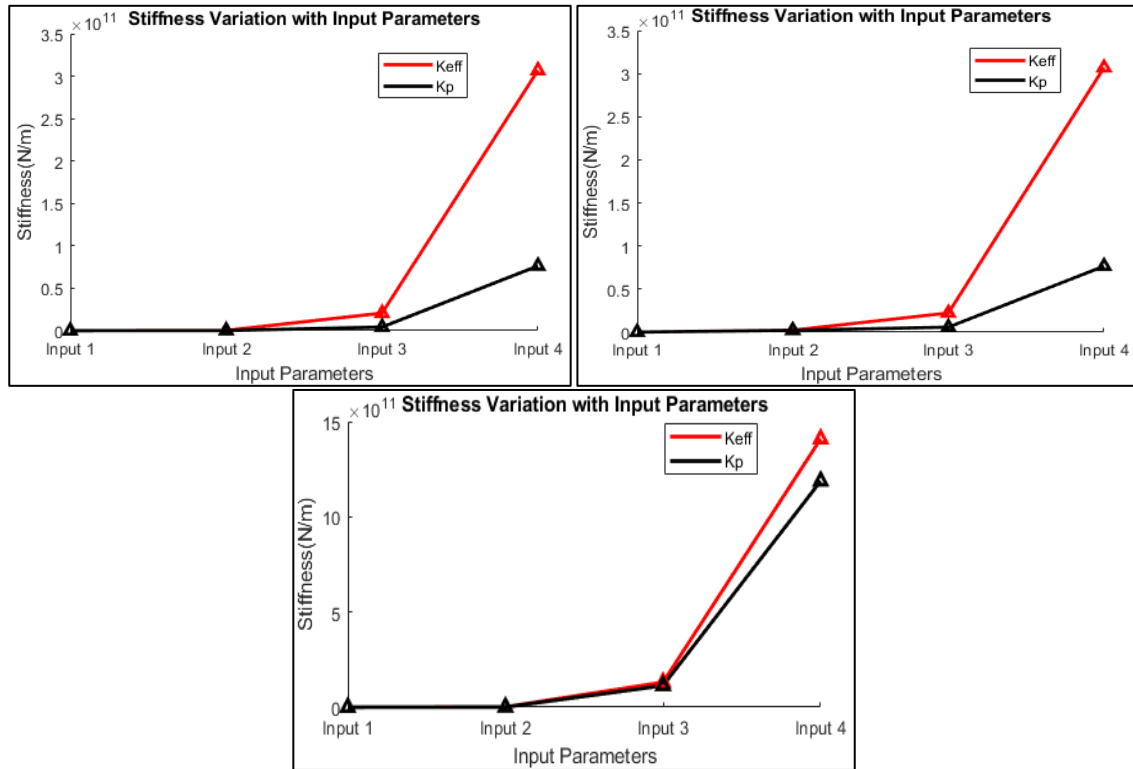 ×10^11 Stiffness Variation with Input Parameters
3.5
Keff
3
Kp
2.5
Stiffness(N/m)
2
1.5
1
0.5
0
Input 1 Input 2 Input 3 Input 4
Input Parameters
×10^11 Stiffness Variation with Input Parameters
3.5
Keff
3
Kp
2.5
Stiffness(N/m)
2
1.5
1
0.5
0
Input 1 Input 2 Input 3 Input 4
Input Parameters
×10^11 Stiffness Variation with Input Parameters
15
Keff
Kp
10
Stiffness(N/m)
5
0
Input 1 Input 2 Input 3 Input 4
Input Parameters